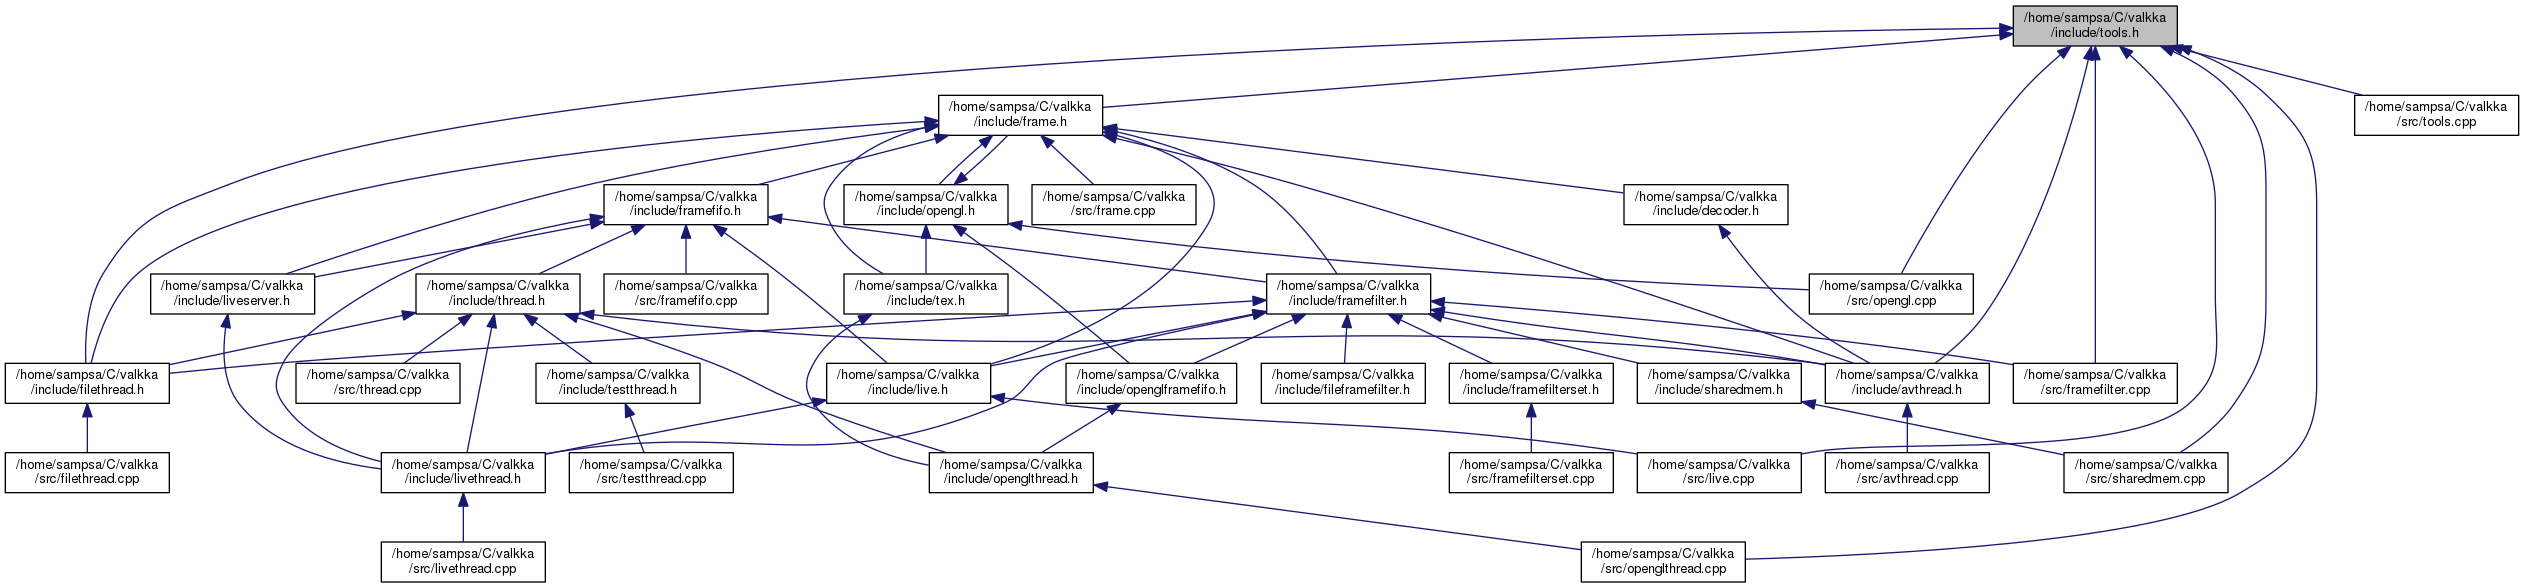 /home/sampsa/C/valkka
/include/tools.h
/home/sampsa/C/valkka
/include/frame.h
/home/sampsa/C/valkka
/src/tools.cpp
/home/sampsa/C/valkka
/include/framefifo.h
/home/sampsa/C/valkka
/include/opengl.h
/home/sampsa/C/valkka
/src/frame.cpp
/home/sampsa/C/valkka
/include/decoder.h
/home/sampsa/C/valkka
/include/liveserver.h
/home/sampsa/C/valkka
/include/thread.h
/home/sampsa/C/valkka
/src/framefifo.cpp
/home/sampsa/C/valkka
/include/tex.h
/home/sampsa/C/valkka
/include/framefilter.h
/home/sampsa/C/valkka
/src/opengl.cpp
/home/sampsa/C/valkka
/include/filethread.h
/home/sampsa/C/valkka
/src/thread.cpp
/home/sampsa/C/valkka
/include/testthread.h
/home/sampsa/C/valkka
/include/live.h
/home/sampsa/C/valkka
/include/openglframefifo.h
/home/sampsa/C/valkka
/include/fileframefilter.h
/home/sampsa/C/valkka
/include/framefilterset.h
/home/sampsa/C/valkka
/include/sharedmem.h
/home/sampsa/C/valkka
/include/avthread.h
/home/sampsa/C/valkka
/src/framefilter.cpp
/home/sampsa/C/valkka
/src/filethread.cpp
/home/sampsa/C/valkka
/include/livethread.h
/home/sampsa/C/valkka
/src/testthread.cpp
/home/sampsa/C/valkka
/include/openglthread.h
/home/sampsa/C/valkka
/src/framefilterset.cpp
/home/sampsa/C/valkka
/src/live.cpp
/home/sampsa/C/valkka
/src/avthread.cpp
/home/sampsa/C/valkka
/src/sharedmem.cpp
/home/sampsa/C/valkka
/src/livethread.cpp
/home/sampsa/C/valkka
/src/openglthread.cpp